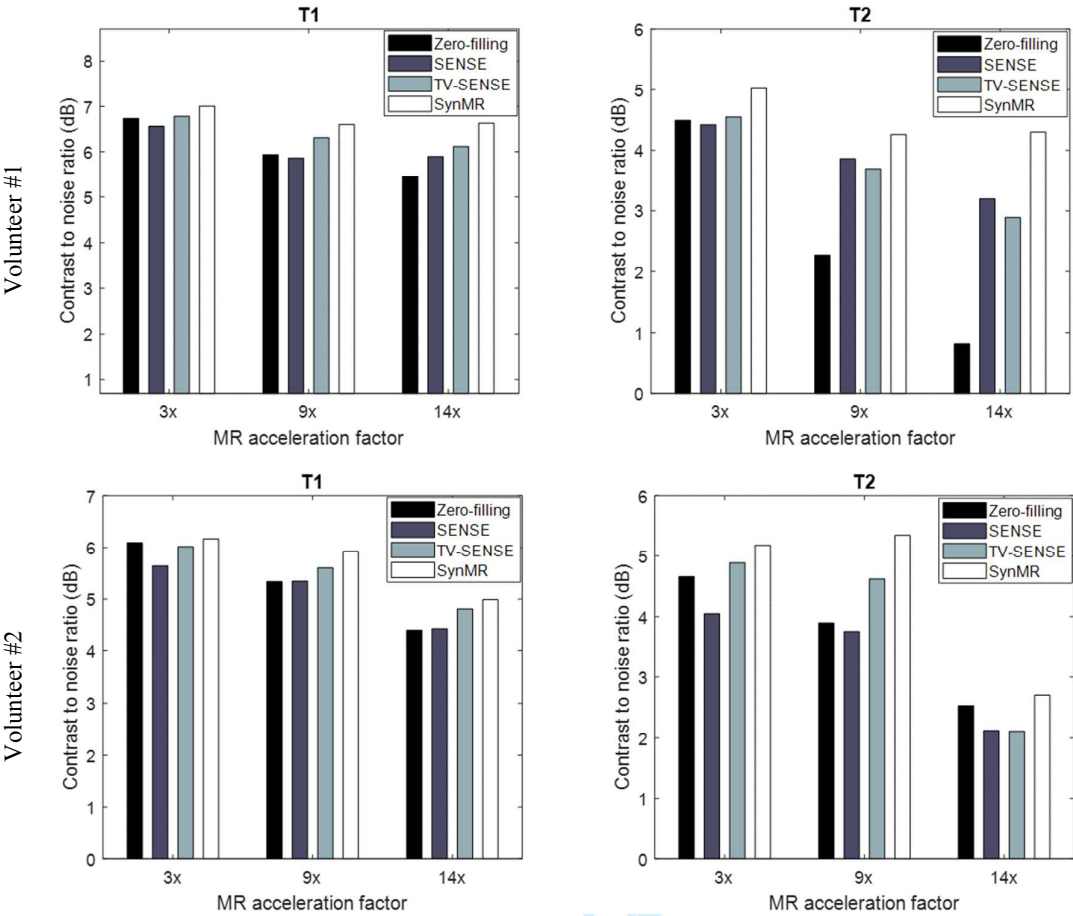 T1
Contrast to noise ratio (dB)
8
7
6
5
4
3
2
1
Zero-filling
SENSE
TV-SENSE
SynMR
3x
9x
14x
MR acceleration factor
Volunteer #1
T2
Contrast to noise ratio (dB)
6
5
4
3
2
1
0
Zero-filling
SENSE
TV-SENSE
SynMR
3x
9x
14x
MR acceleration factor
T1
Contrast to noise ratio (dB)
7
6
5
4
3
2
1
0
Zero-filling
SENSE
TV-SENSE
SynMR
3x
9x
14x
MR acceleration factor
Volunteer #2
T2
Contrast to noise ratio (dB)
6
5
4
3
2
1
0
Zero-filling
SENSE
TV-SENSE
SynMR
3x
9x
14x
MR acceleration factor